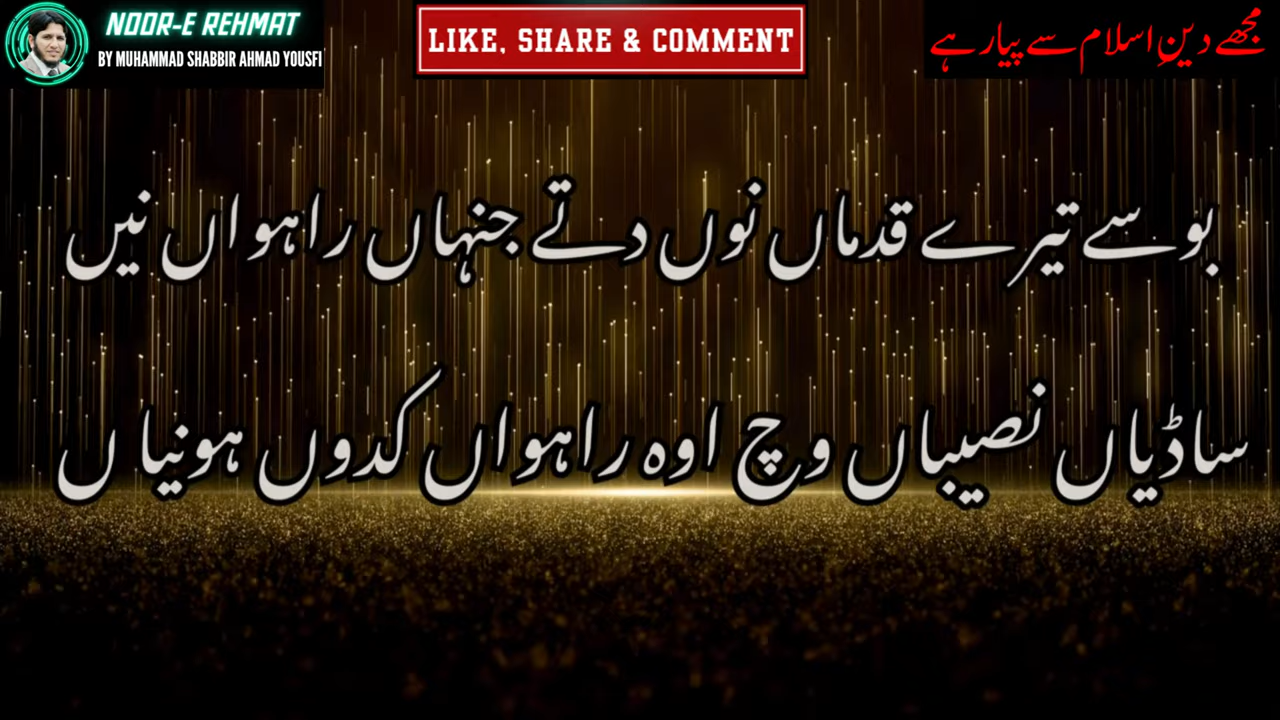 NOOR-E REHMAT
BY MUHAMMAD SHABBIR AHMAD YOUSFI
LIKE, SHARE & COMMENT
مجھے دینِ اسلام سے پیار ہے
بوسے تیرے قدماں نوں دتے جنہاں راہواں نیں
ساڈیاں نصیباں وچ اوہ راہواں کدوں ہونیا ں